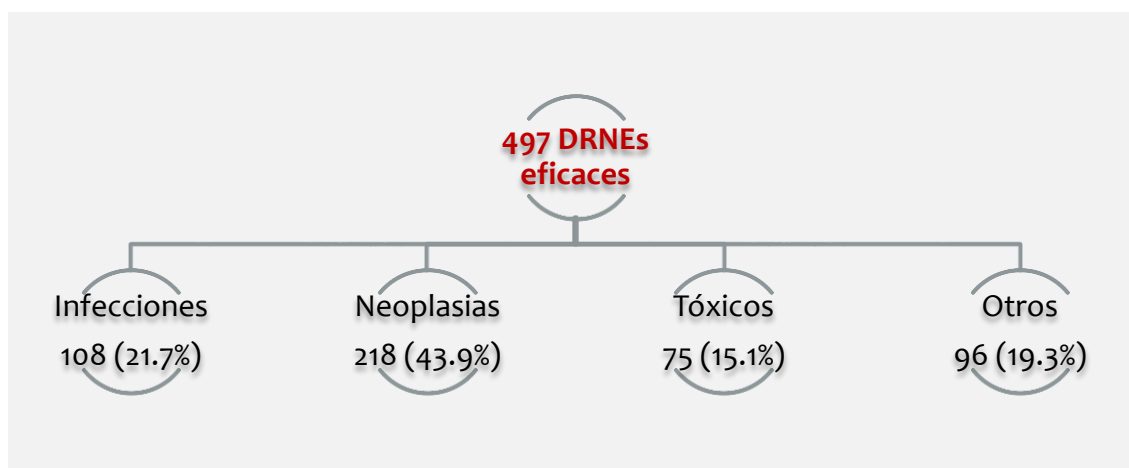 497 DRNEs
eficaces
Infecciones
108 (21.7%)
Neoplasias
218 (43.9%)
Tóxicos
75 (15.1%)
Otros
96 (19.3%)